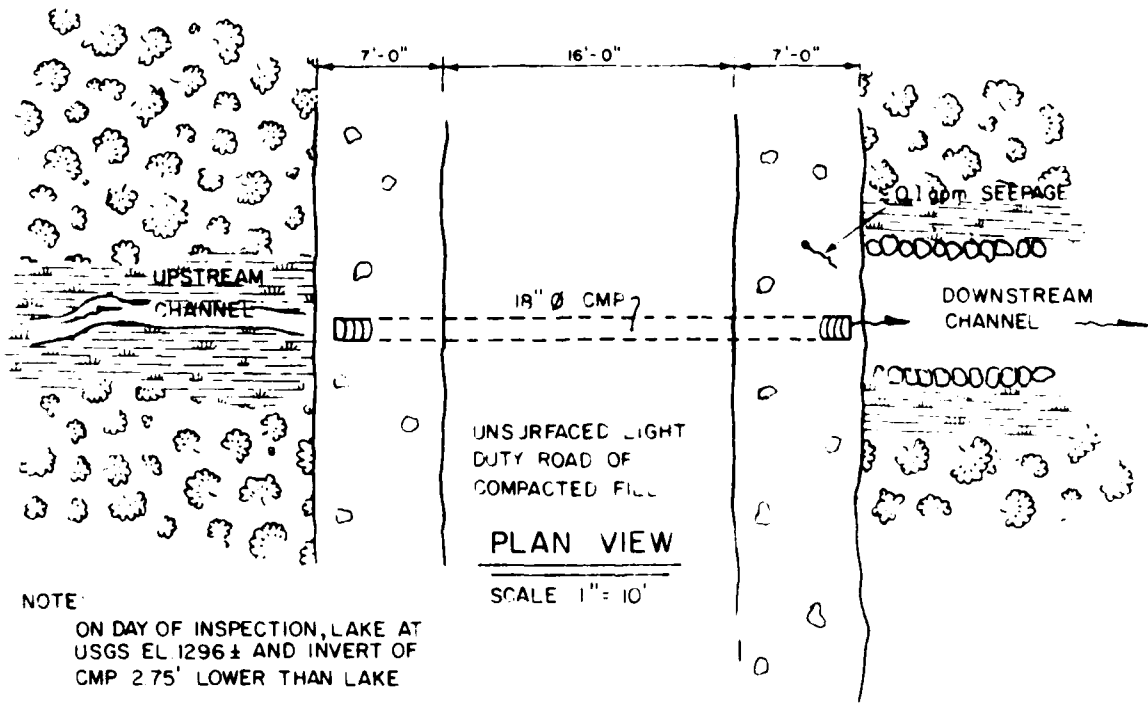 7'-0" 16'-0" 7'-0"
0.1 gpm SEEPAGE
UPSTREAM
CHANNEL
18" Ø CMP
DOWNSTREAM
CHANNEL
UNSURFACED LIGHT
DUTY ROAD OF
COMPACTED FILL
PLAN VIEW
SCALE 1" = 10'
NOTE:
ON DAY OF INSPECTION, LAKE AT
USGS EL. 1296 ± AND INVERT OF
CMP 2.75' LOWER THAN LAKE